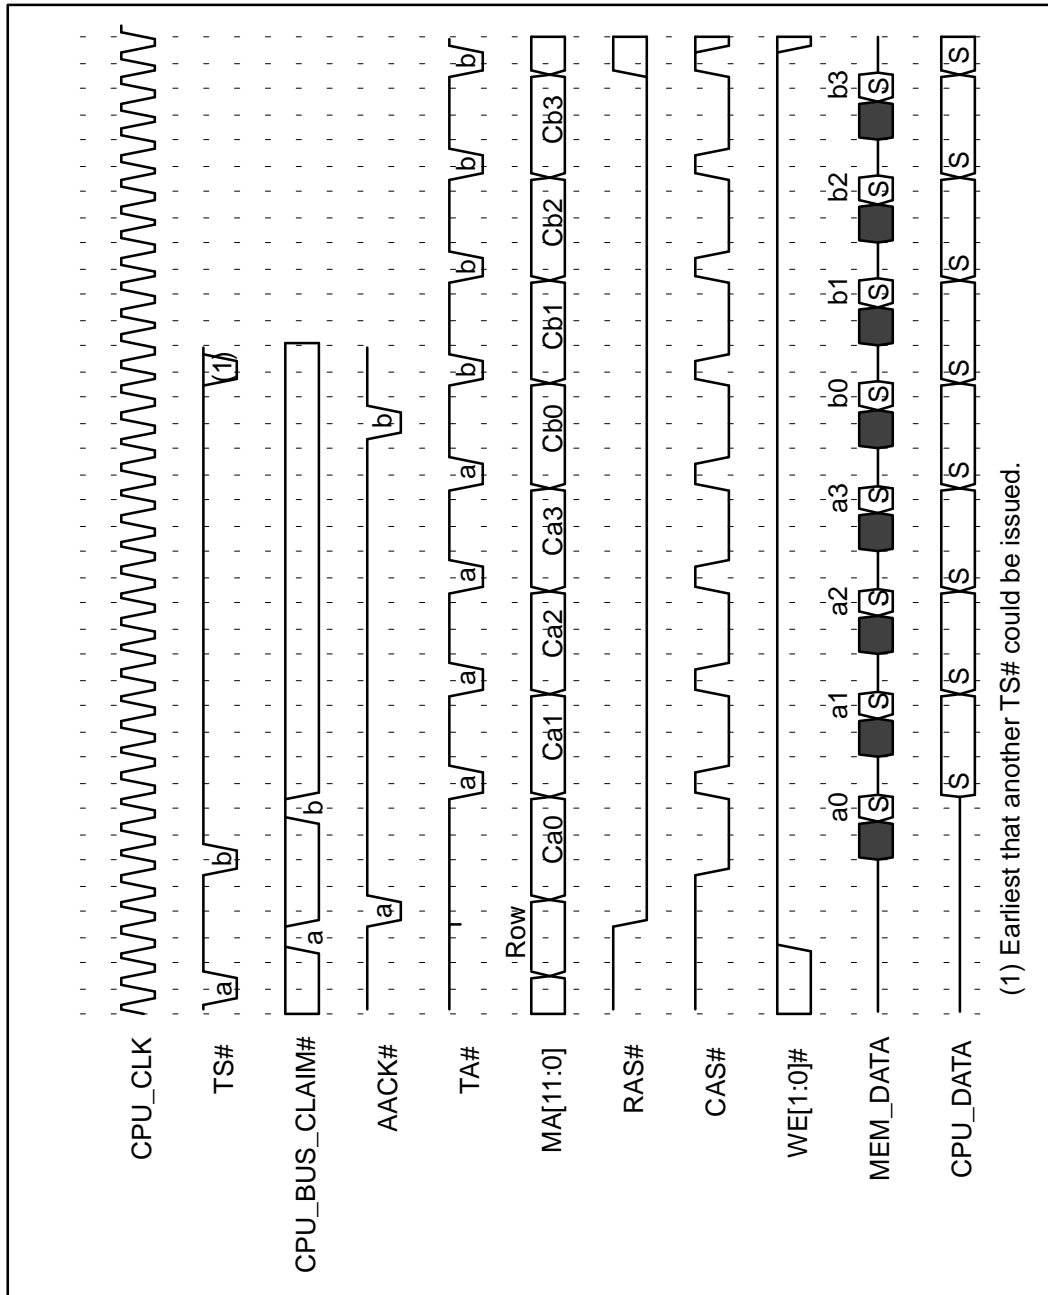 CPU_CLK
TS#
a
b
(1)
CPU_BUS_CLAIM#
a
b
AACK#
a
b
TA#
a
a
a
a
b
b
b
b
MA[11:0]
Row
Ca0
Ca1
Ca2
Ca3
Cb0
Cb1
Cb2
Cb3
RAS#
CAS#
WE[1:0]#
a0
a1
a2
a3
b0
b1
b2
b3
MEM_DATA
S
S
S
S
S
S
S
S
CPU_DATA
S
S
S
S
S
S
S
S
(1) Earliest that another TS# could be issued.